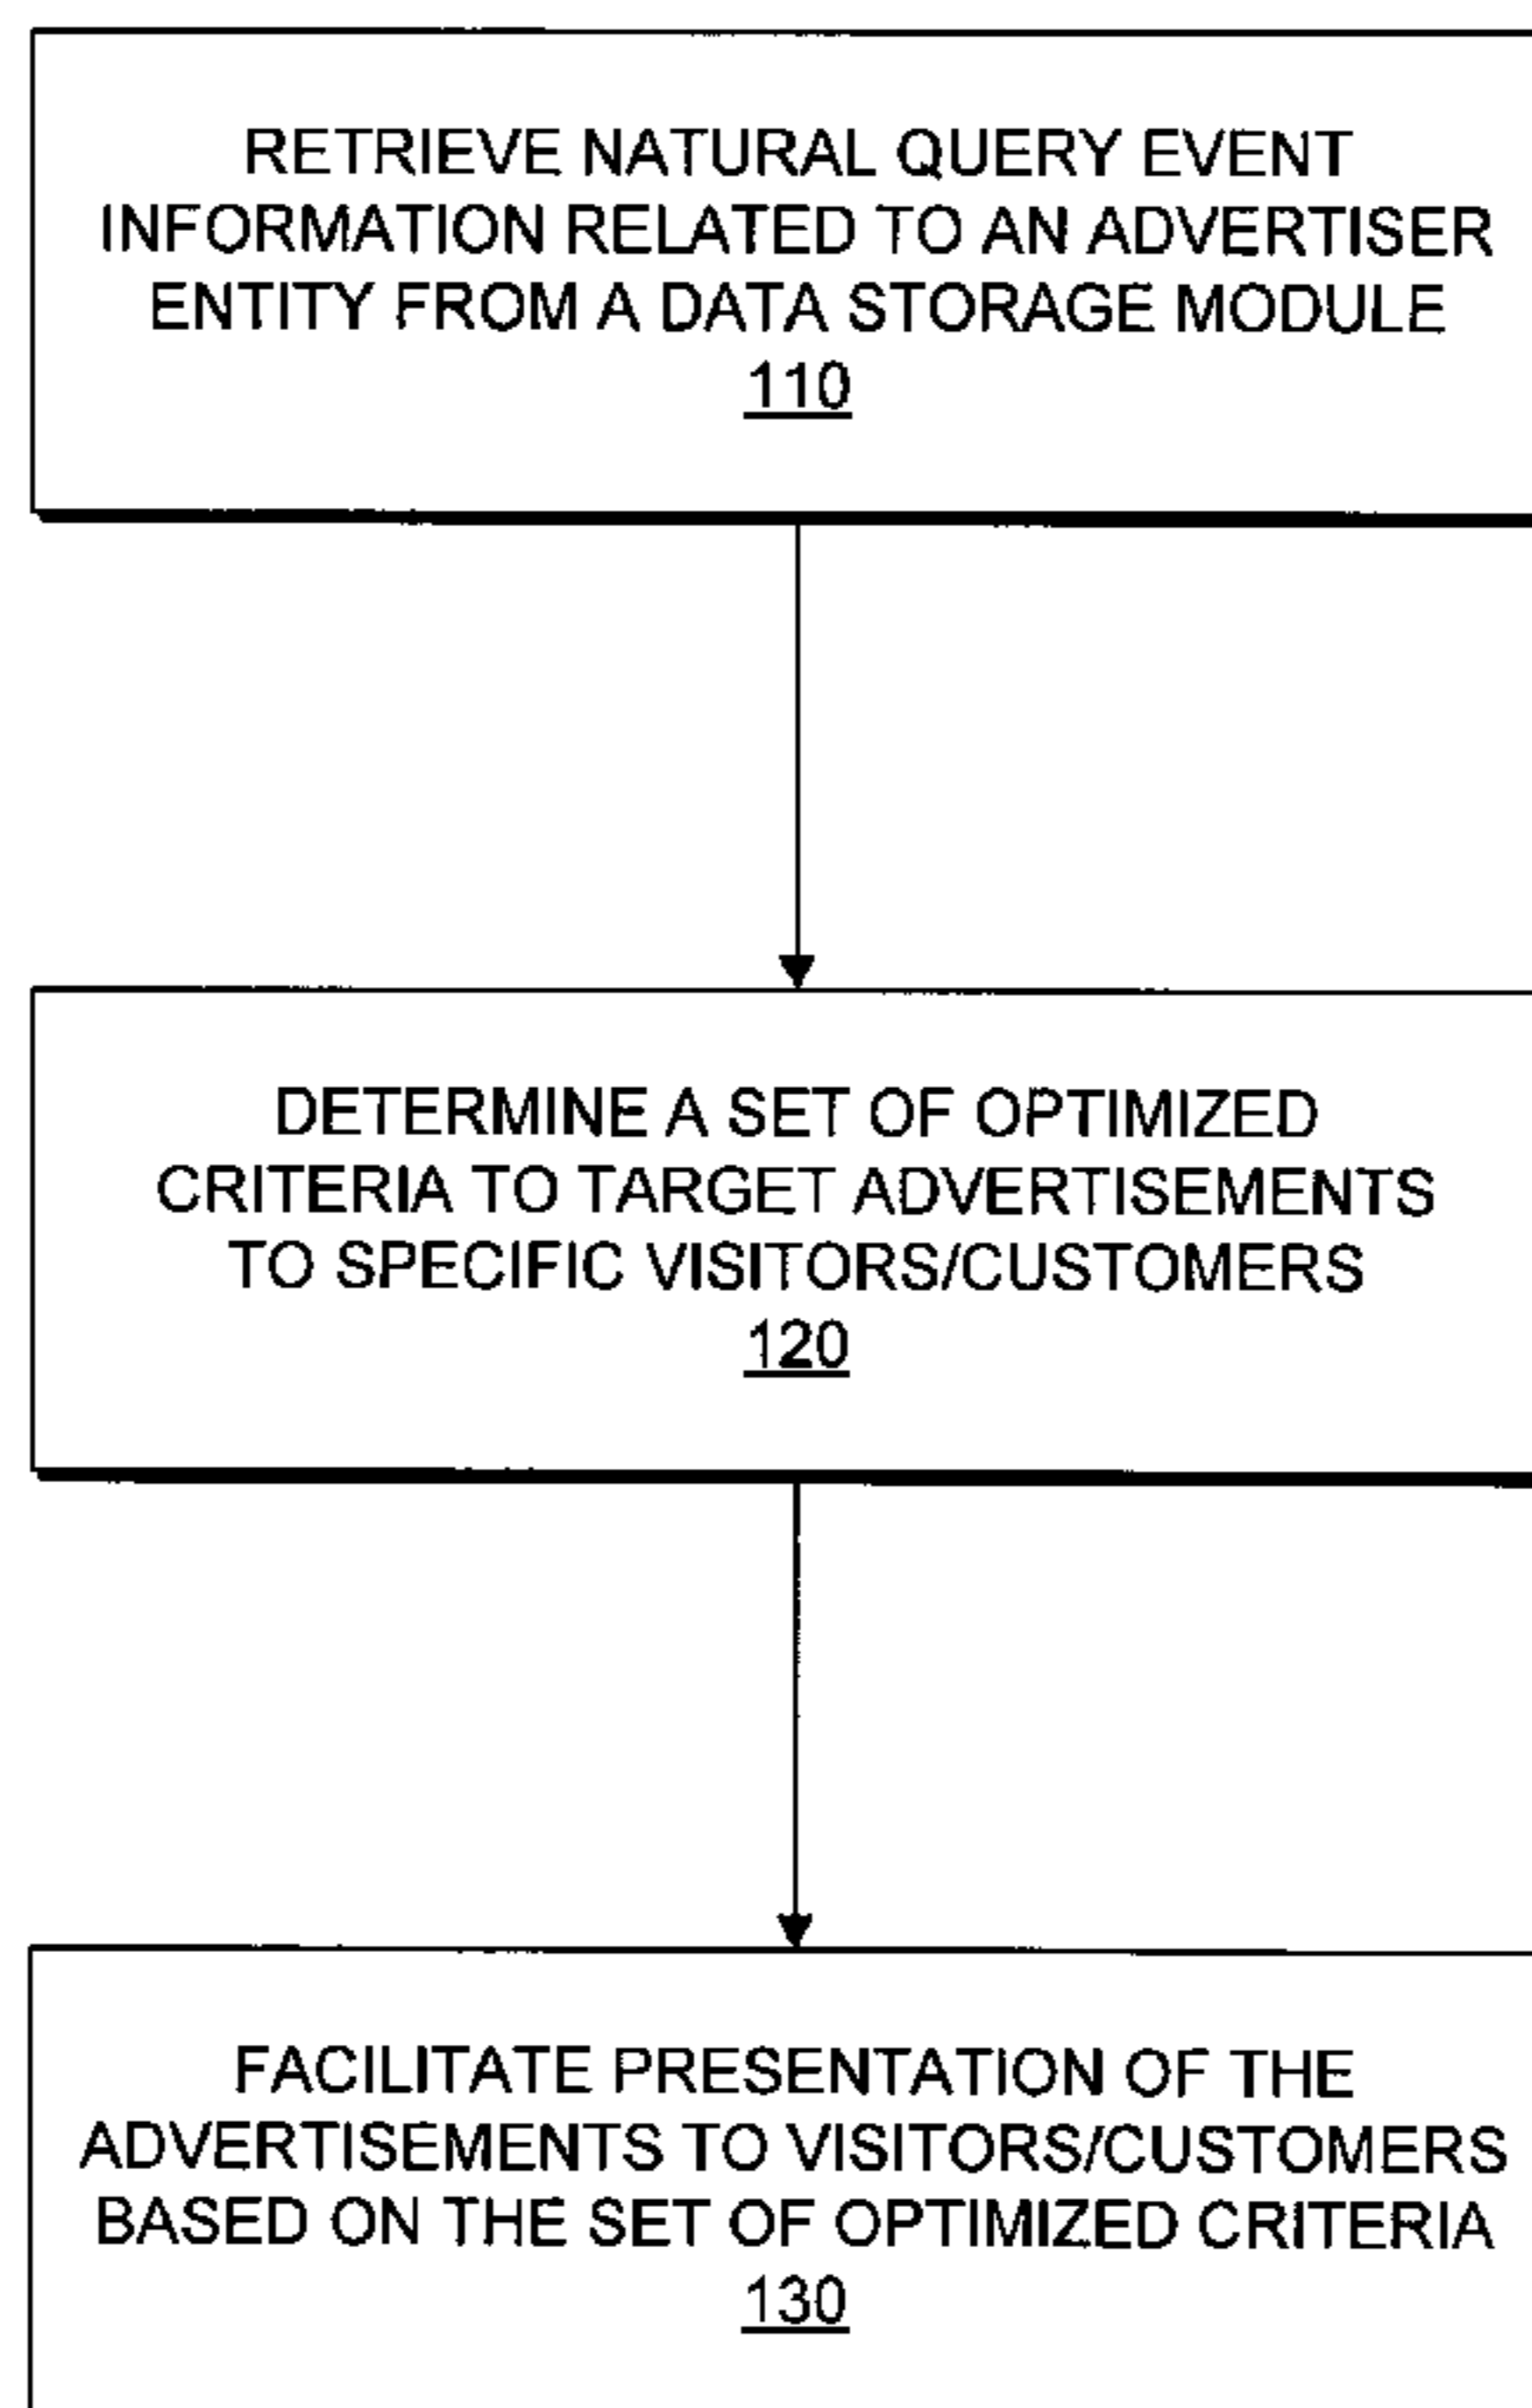 RETRIEVE NATURAL QUERY EVENT
INFORMATION RELATED TO AN ADVERTISER
ENTITY FROM A DATA STORAGE MODULE
110
DETERMINE A SET OF OPTIMIZED
CRITERIA TO TARGET ADVERTISEMENTS
TO SPECIFIC VISITORS/CUSTOMERS
120
FACILITATE PRESENTATION OF THE
ADVERTISEMENTS TO VISITORS/CUSTOMERS
BASED ON THE SET OF OPTIMIZED CRITERIA
130